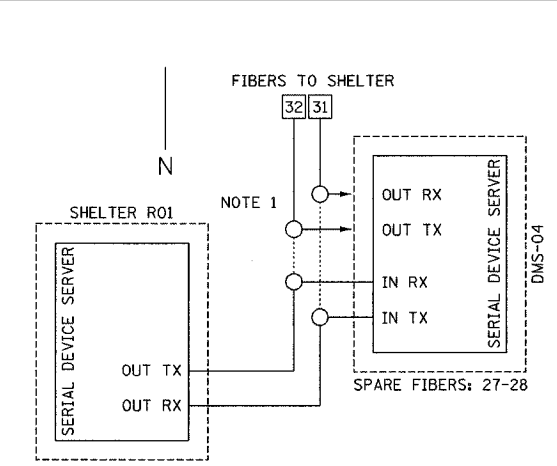 FIBERS TO SHELTER
32 31
N
NOTE 1
SHELTER R01
SERIAL DEVICE SERVER
OUT TX
OUT RX
OUT RX
OUT TX
IN RX
IN TX
SERIAL DEVICE SERVER
DMS-04
SPARE FIBERS: 27-28